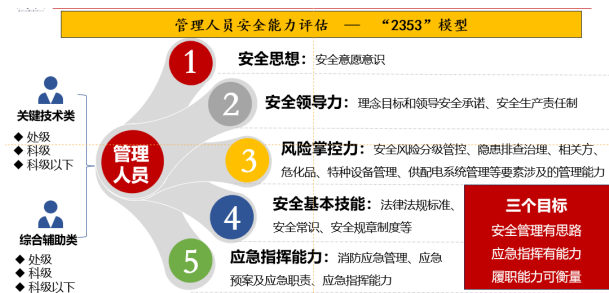 管理人员安全能力评估 — “2353”模型
1
安全思想：安全意愿意识
2
安全领导力：理念目标和领导安全承诺、安全生产责任制
关键技术类
◆ 处级
◆ 科级
◆ 科级以下
管理
人员
3
风险掌控力：安全风险分级管控、隐患排查治理、相关方、
危化品、特种设备管理、供配电系统管理等要素涉及的管理能力
4
安全基本技能：法律法规标准、
安全常识、安全规章制度等
综合辅助类
◆ 处级
◆ 科级
◆ 科级以下
5
应急指挥能力：消防应急管理、应急
预案及应急职责、应急指挥能力
三个目标
安全管理有思路
应急指挥有能力
履职能力可衡量